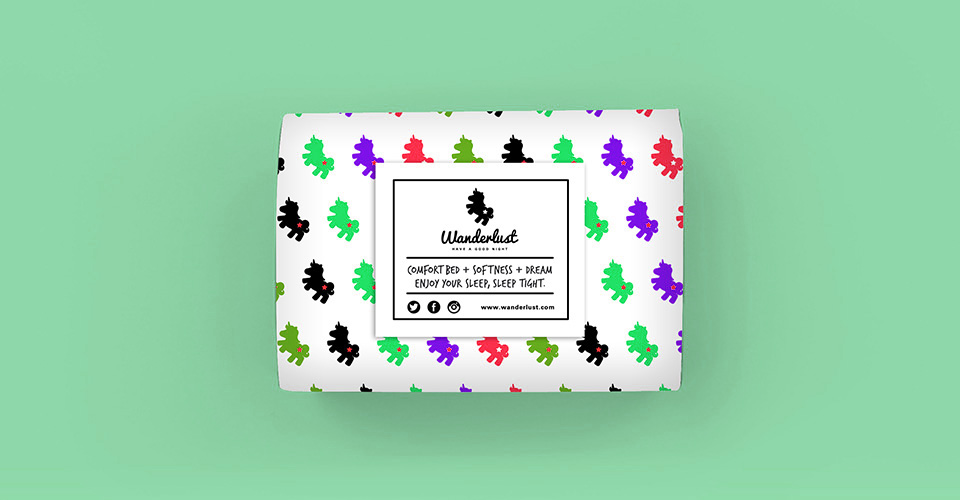 Wanderlust
HAVE A GOOD NIGHT
COMFORT BED + SOFTNESS + DREAM
ENJOY YOUR SLEEP, SLEEP TIGHT.
www.wanderlust.com